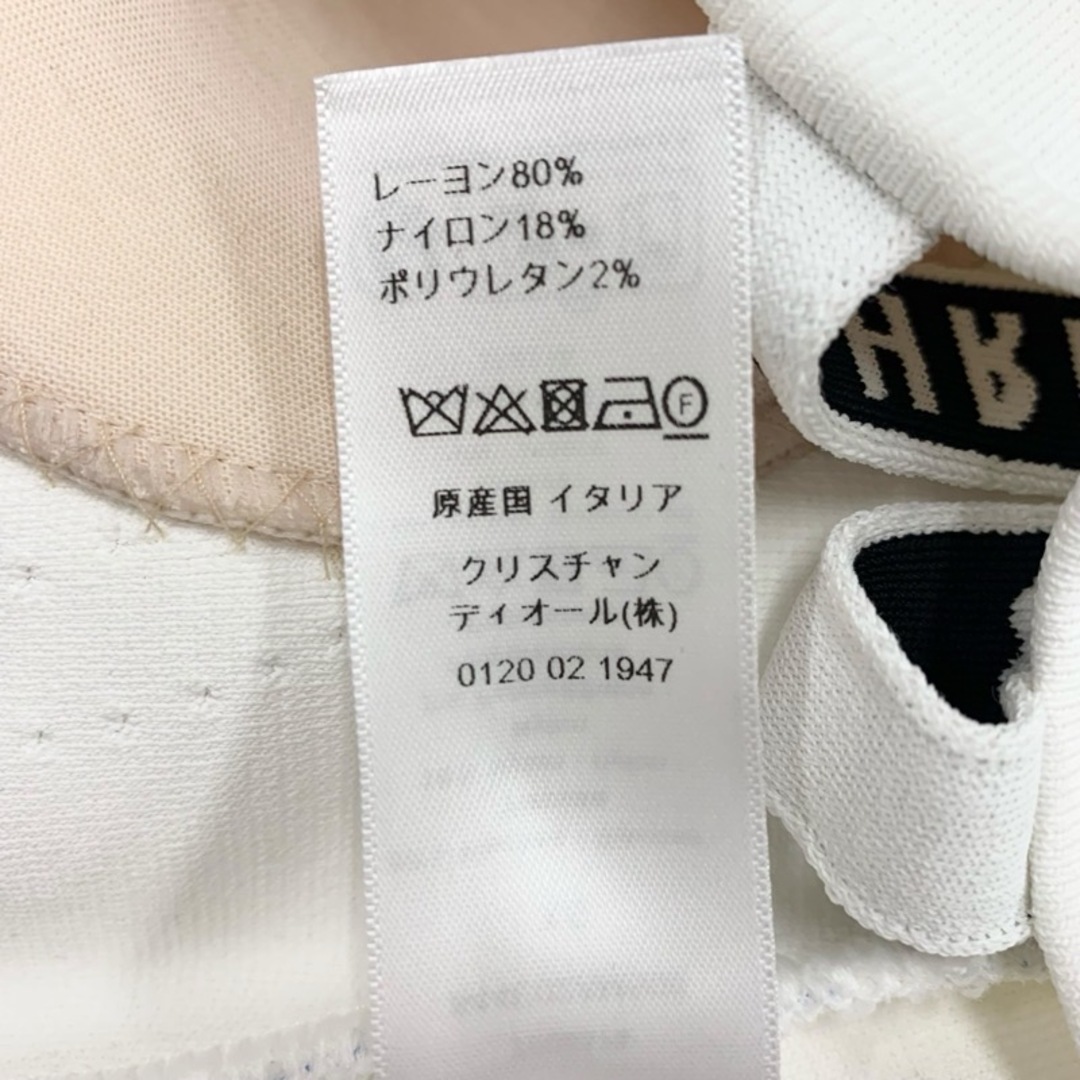 レーヨン80%
ナイロン18%
ポリウレタン2%
F
原産国 イタリア
クリスチャン
ディオール(株)
0120 02 1947
HR